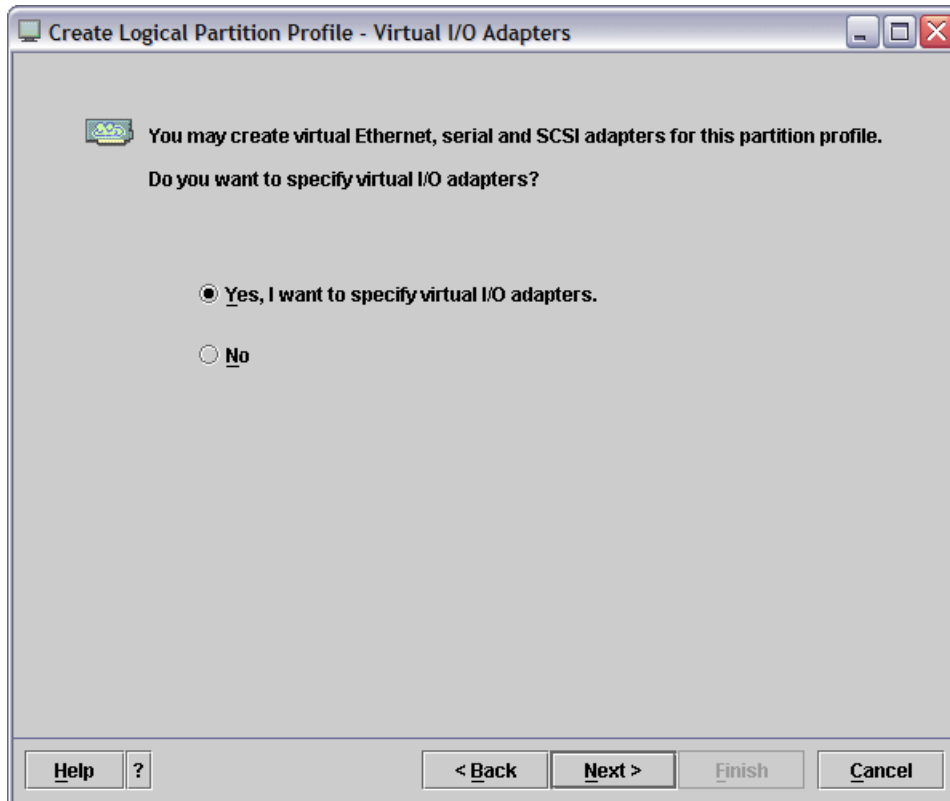 Create Logical Partition Profile - Virtual I/O Adapters
You may create virtual Ethernet, serial and SCSI adapters for this partition profile.
Do you want to specify virtual I/O adapters?
Yes, I want to specify virtual I/O adapters.
No
Help ? < Back Next > Finish Cancel